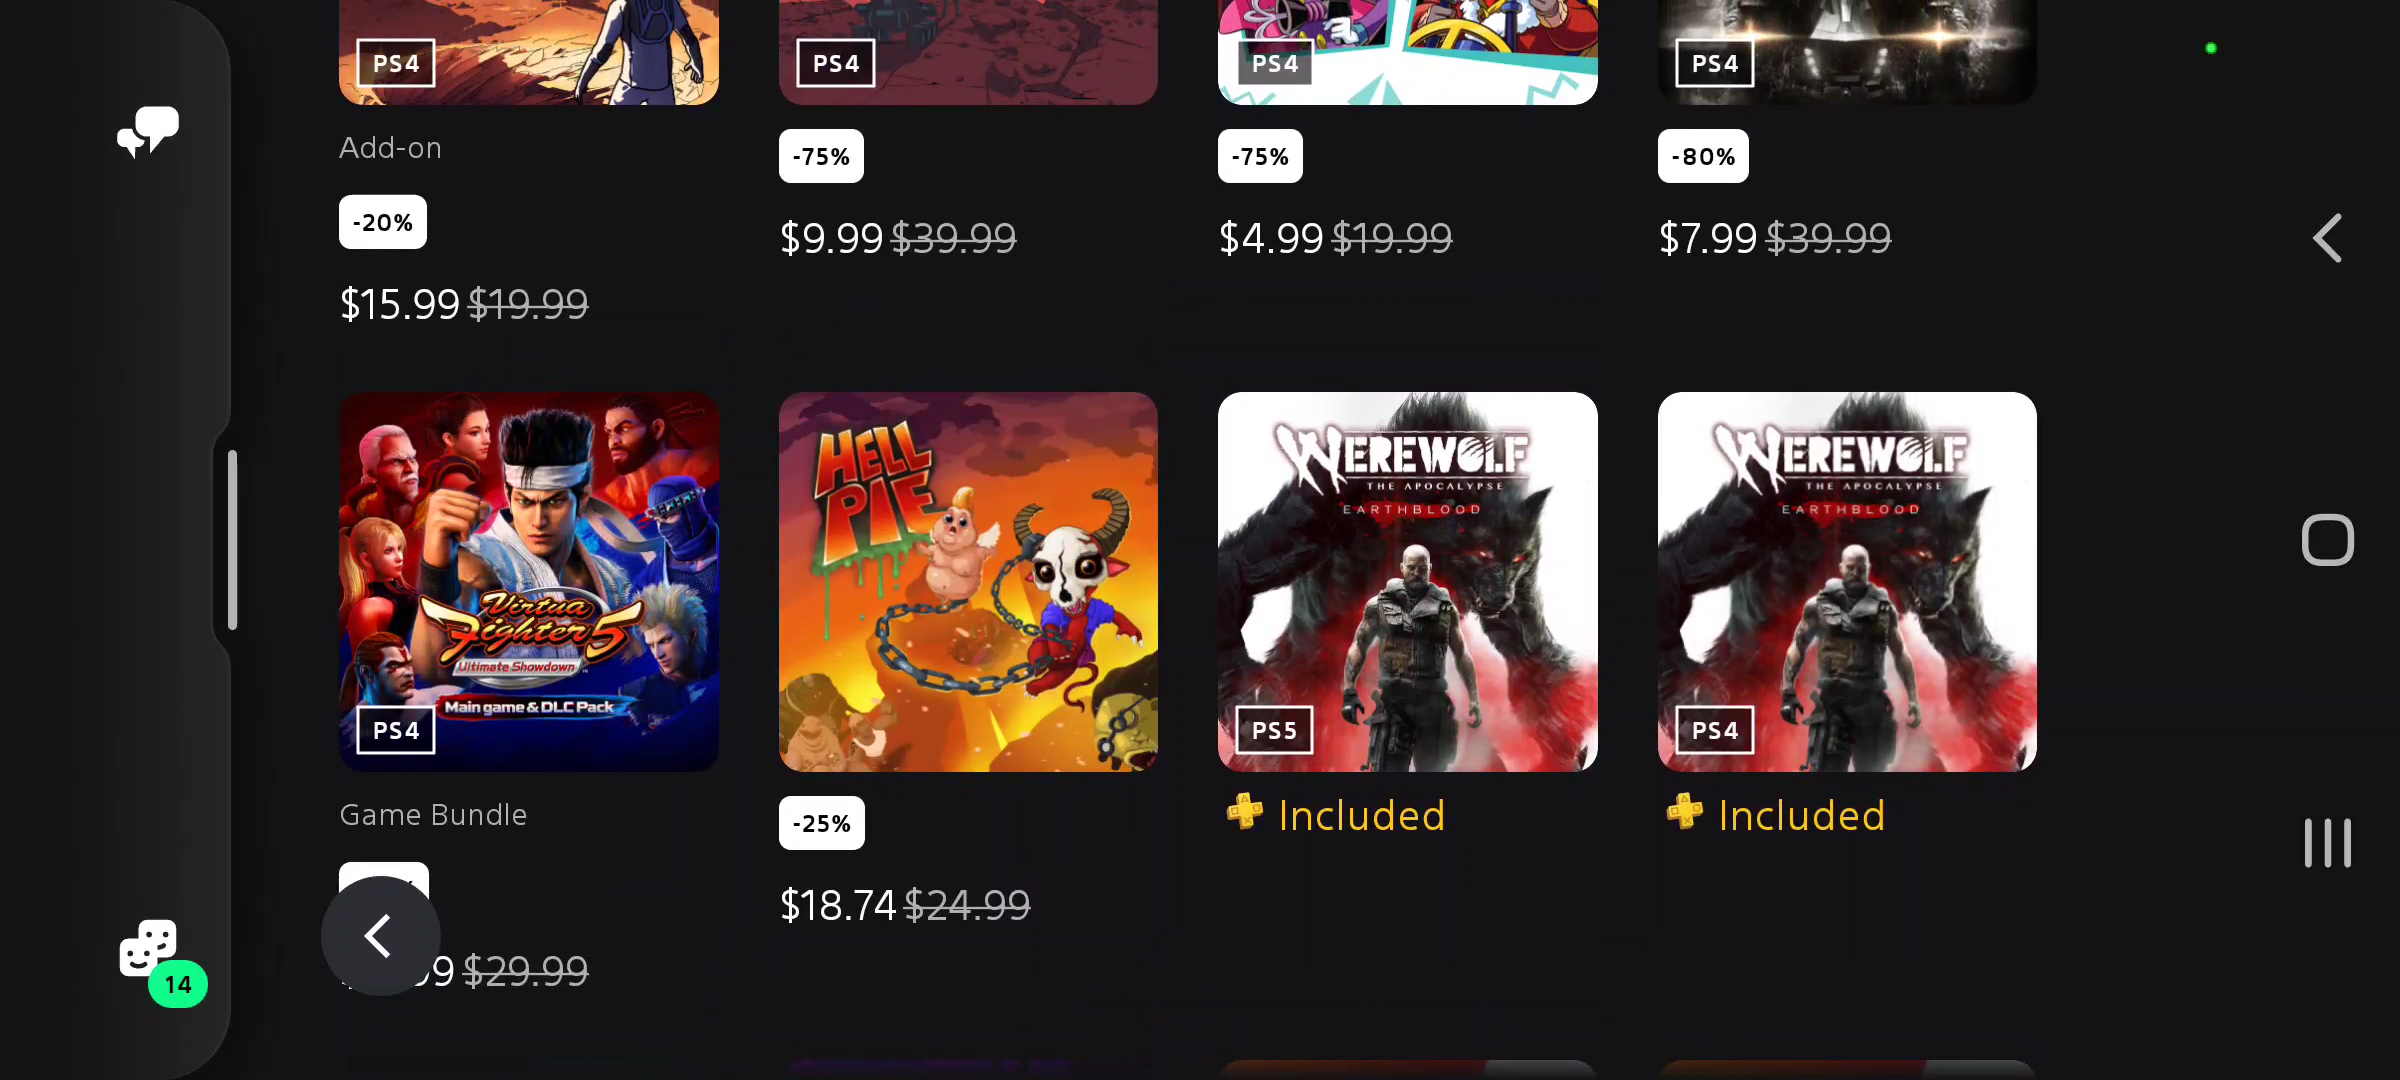 PS4
PS4
PS4
PS4
Add-on
-20%
$15.99 $19.99
-75%
$9.99 $39.99
-75%
$4.99 $19.99
-80%
$7.99 $39.99
Virtua
Fighter 5
Ultimate Showdown
Main game & DLC Pack
PS4
Game Bundle
$29.99
HELL
PIE
-25%
$18.74 $24.99
WEREWOLF
THE APOCALYPSE
EARTHBLOOD
PS5
Included
WEREWOLF
THE APOCALYPSE
EARTHBLOOD
PS4
Included
14